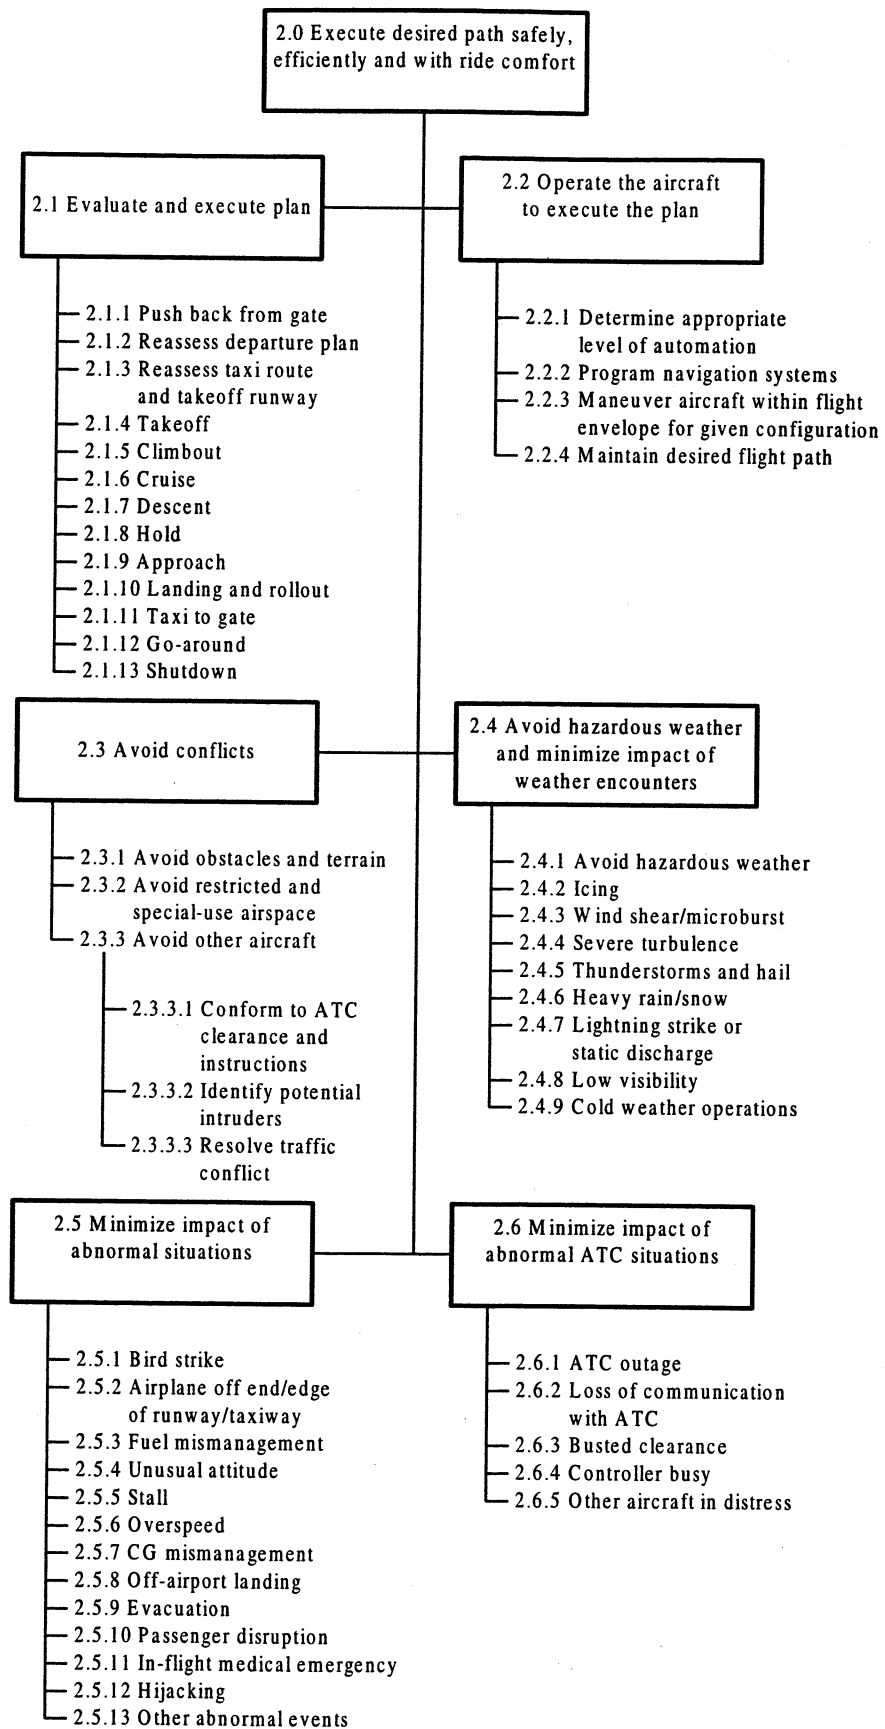 2.0 Execute desired path safely,
efficiently and with ride comfort
2.1 Evaluate and execute plan
2.2 Operate the aircraft
to execute the plan
2.1.1 Push back from gate
2.1.2 Reassess departure plan
2.1.3 Reassess taxi route
and takeoff runway
2.1.4 Takeoff
2.1.5 Climbout
2.1.6 Cruise
2.1.7 Descent
2.1.8 Hold
2.1.9 Approach
2.1.10 Landing and rollout
2.1.11 Taxi to gate
2.1.12 Go-around
2.1.13 Shutdown
2.2.1 Determine appropriate
level of automation
2.2.2 Program navigation systems
2.2.3 Maneuver aircraft within flight
envelope for given configuration
2.2.4 Maintain desired flight path
2.3 Avoid conflicts
2.4 Avoid hazardous weather
and minimize impact of
weather encounters
2.3.1 Avoid obstacles and terrain
2.3.2 Avoid restricted and
special-use airspace
2.3.3 Avoid other aircraft
2.3.3.1 Conform to ATC
clearance and
instructions
2.3.3.2 Identify potential
intruders
2.3.3.3 Resolve traffic
conflict
2.4.1 Avoid hazardous weather
2.4.2 Icing
2.4.3 Wind shear/microburst
2.4.4 Severe turbulence
2.4.5 Thunderstorms and hail
2.4.6 Heavy rain/snow
2.4.7 Lightning strike or
static discharge
2.4.8 Low visibility
2.4.9 Cold weather operations
2.5 Minimize impact of
abnormal situations
2.6 Minimize impact of
abnormal ATC situations
2.5.1 Bird strike
2.5.2 Airplane off end/edge
of runway/taxiway
2.5.3 Fuel mismanagement
2.5.4 Unusual attitude
2.5.5 Stall
2.5.6 Overspeed
2.5.7 CG mismanagement
2.5.8 Off-airport landing
2.5.9 Evacuation
2.5.10 Passenger disruption
2.5.11 In-flight medical emergency
2.5.12 Hijacking
2.5.13 Other abnormal events
2.6.1 ATC outage
2.6.2 Loss of communication
with ATC
2.6.3 Busted clearance
2.6.4 Controller busy
2.6.5 Other aircraft in distress